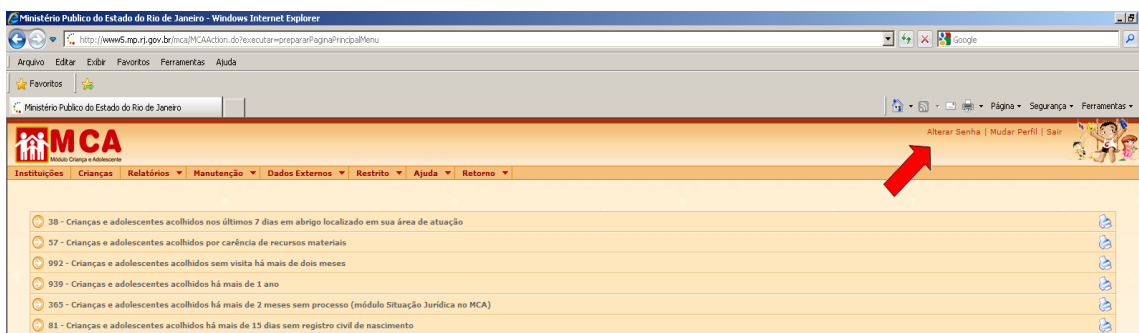 Ministério Publico do Estado do Rio de Janeiro - Windows Internet Explorer
http://www5.mp.rj.gov.br/mca/MCAAction.do?executar=prepararPaginaPrincipalMenu
Google
Arquivo Editar Exibir Favoritos Ferramentas Ajuda
Favoritos
Ministério Publico do Estado do Rio de Janeiro
Página Segurança Ferramentas
Alterar Senha | Mudar Perfil | Sair
MCA
Módulo Criança e Adolescente
Instituições Crianças Relatórios Manutenção Dados Externos Restrito Ajuda Retorno
38 - Crianças e adolescentes acolhidos nos últimos 7 dias em abrigo localizado em sua área de atuação
57 - Crianças e adolescentes acolhidos por carência de recursos materiais
992 - Crianças e adolescentes acolhidos sem visita há mais de dois meses
939 - Crianças e adolescentes acolhidos há mais de 1 ano
365 - Crianças e adolescentes acolhidos há mais de 2 meses sem processo (módulo Situação Jurídica no MCA)
81 - Crianças e adolescentes acolhidos há mais de 15 dias sem registro civil de nascimento